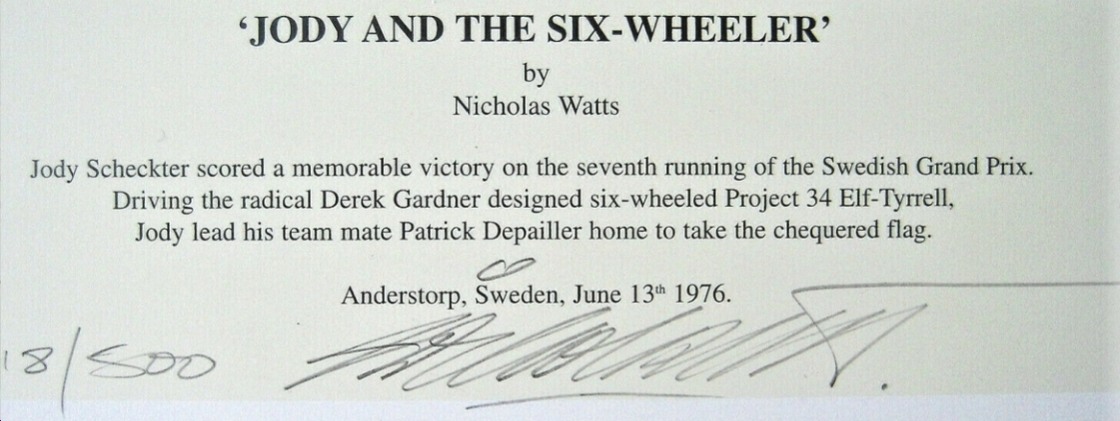 ‘JODY AND THE SIX-WHEELER’
by
Nicholas Watts
Jody Scheckter scored a memorable victory on the seventh running of the Swedish Grand Prix.
Driving the radical Derek Gardner designed six-wheeled Project 34 Elf-Tyrrell,
Jody lead his team mate Patrick Depailler home to take the chequered flag.
Anderstorp, Sweden, June 13th 1976.
18/500